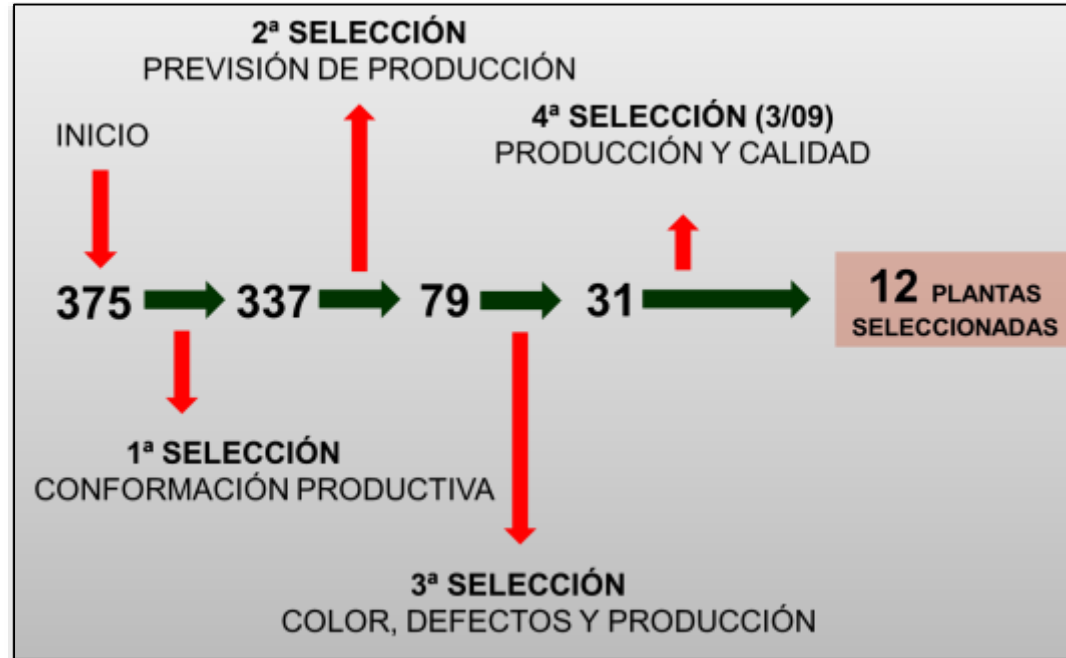 2ª SELECCIÓN
PREVISIÓN DE PRODUCCIÓN
4ª SELECCIÓN (3/09)
PRODUCCIÓN Y CALIDAD
INICIO
375
337
79
31
12 PLANTAS
SELECCIONADAS
1ª SELECCIÓN
CONFORMACIÓN PRODUCTIVA
3ª SELECCIÓN
COLOR, DEFECTOS Y PRODUCCIÓN